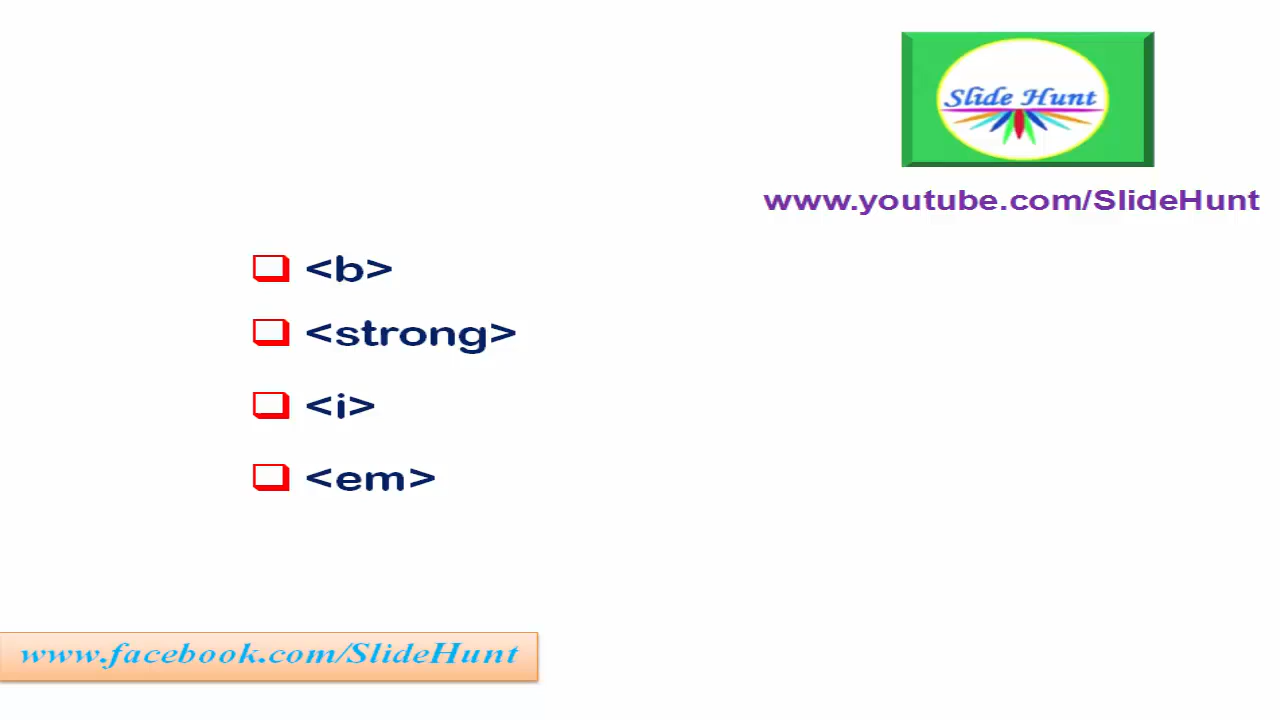 Slide Hunt
www.youtube.com/SlideHunt
<b>
<strong>
<i>
<em>
www.facebook.com/SlideHunt